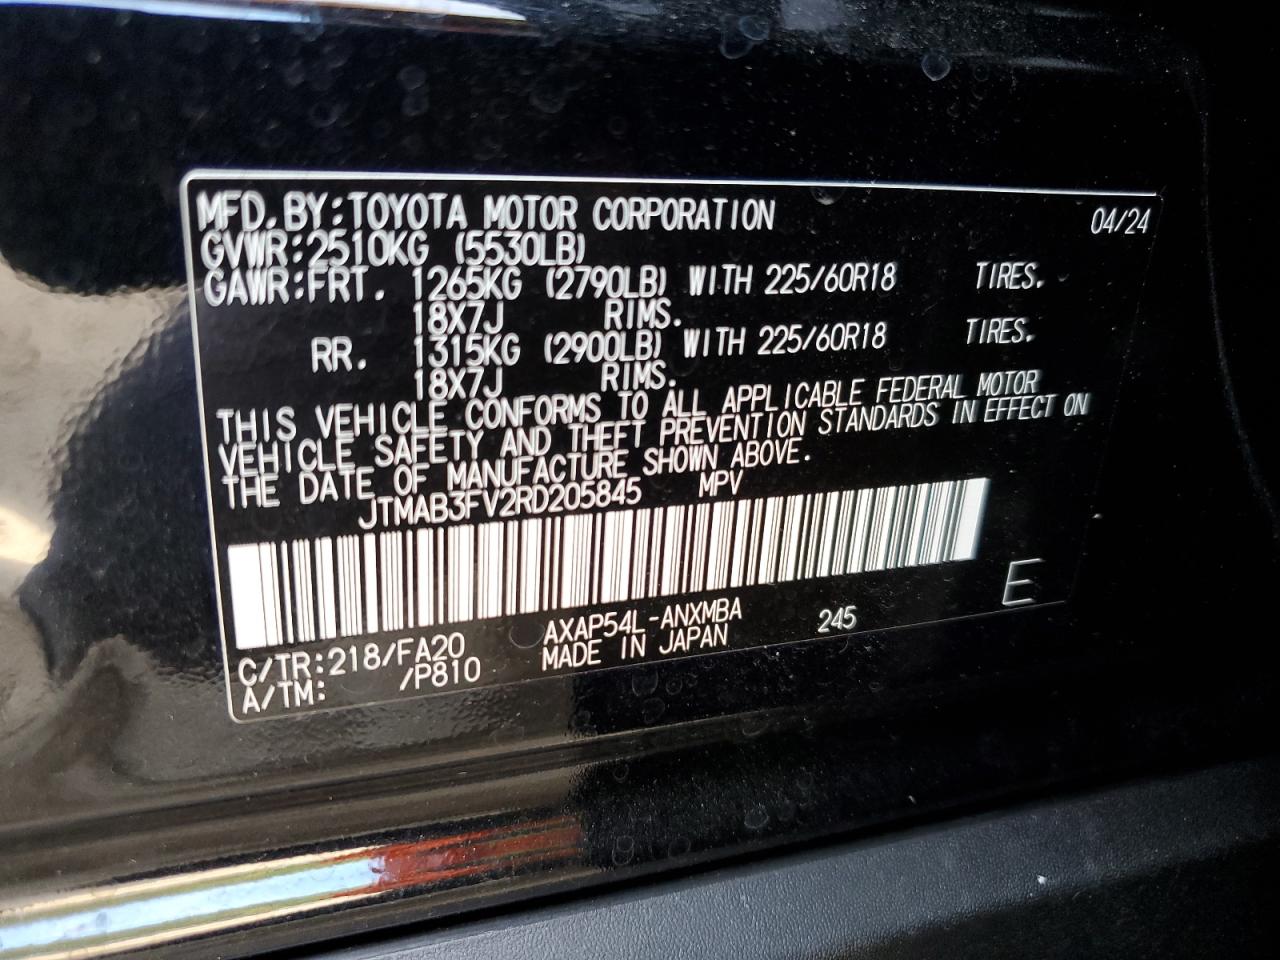 MFD. BY:TOYOTA MOTOR CORPORATION 04/24
GVWR:2510KG (5530LB)
GAWR:FRT. 1265KG (2790LB) WITH 225/60R18 TIRES.
18X7J RIMS.
RR. 1315KG (2900LB) WITH 225/60R18 TIRES.
18X7J RIMS.
THIS VEHICLE CONFORMS TO ALL APPLICABLE FEDERAL MOTOR
VEHICLE SAFETY AND THEFT PREVENTION STANDARDS IN EFFECT ON
THE DATE OF MANUFACTURE SHOWN ABOVE.
JTMAB3FV2RD205845 MPV
E
C/TR:218/FA20 AXAP54L-ANXMBA 245
A/TM: /P810 MADE IN JAPAN